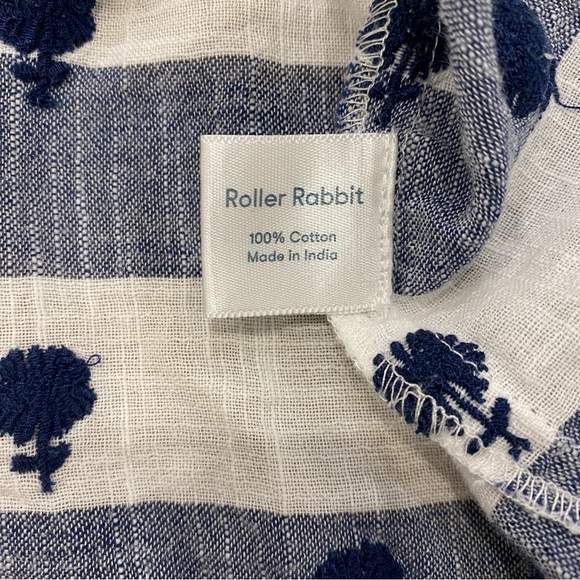 Roller Rabbit
100% Cotton
Made in India